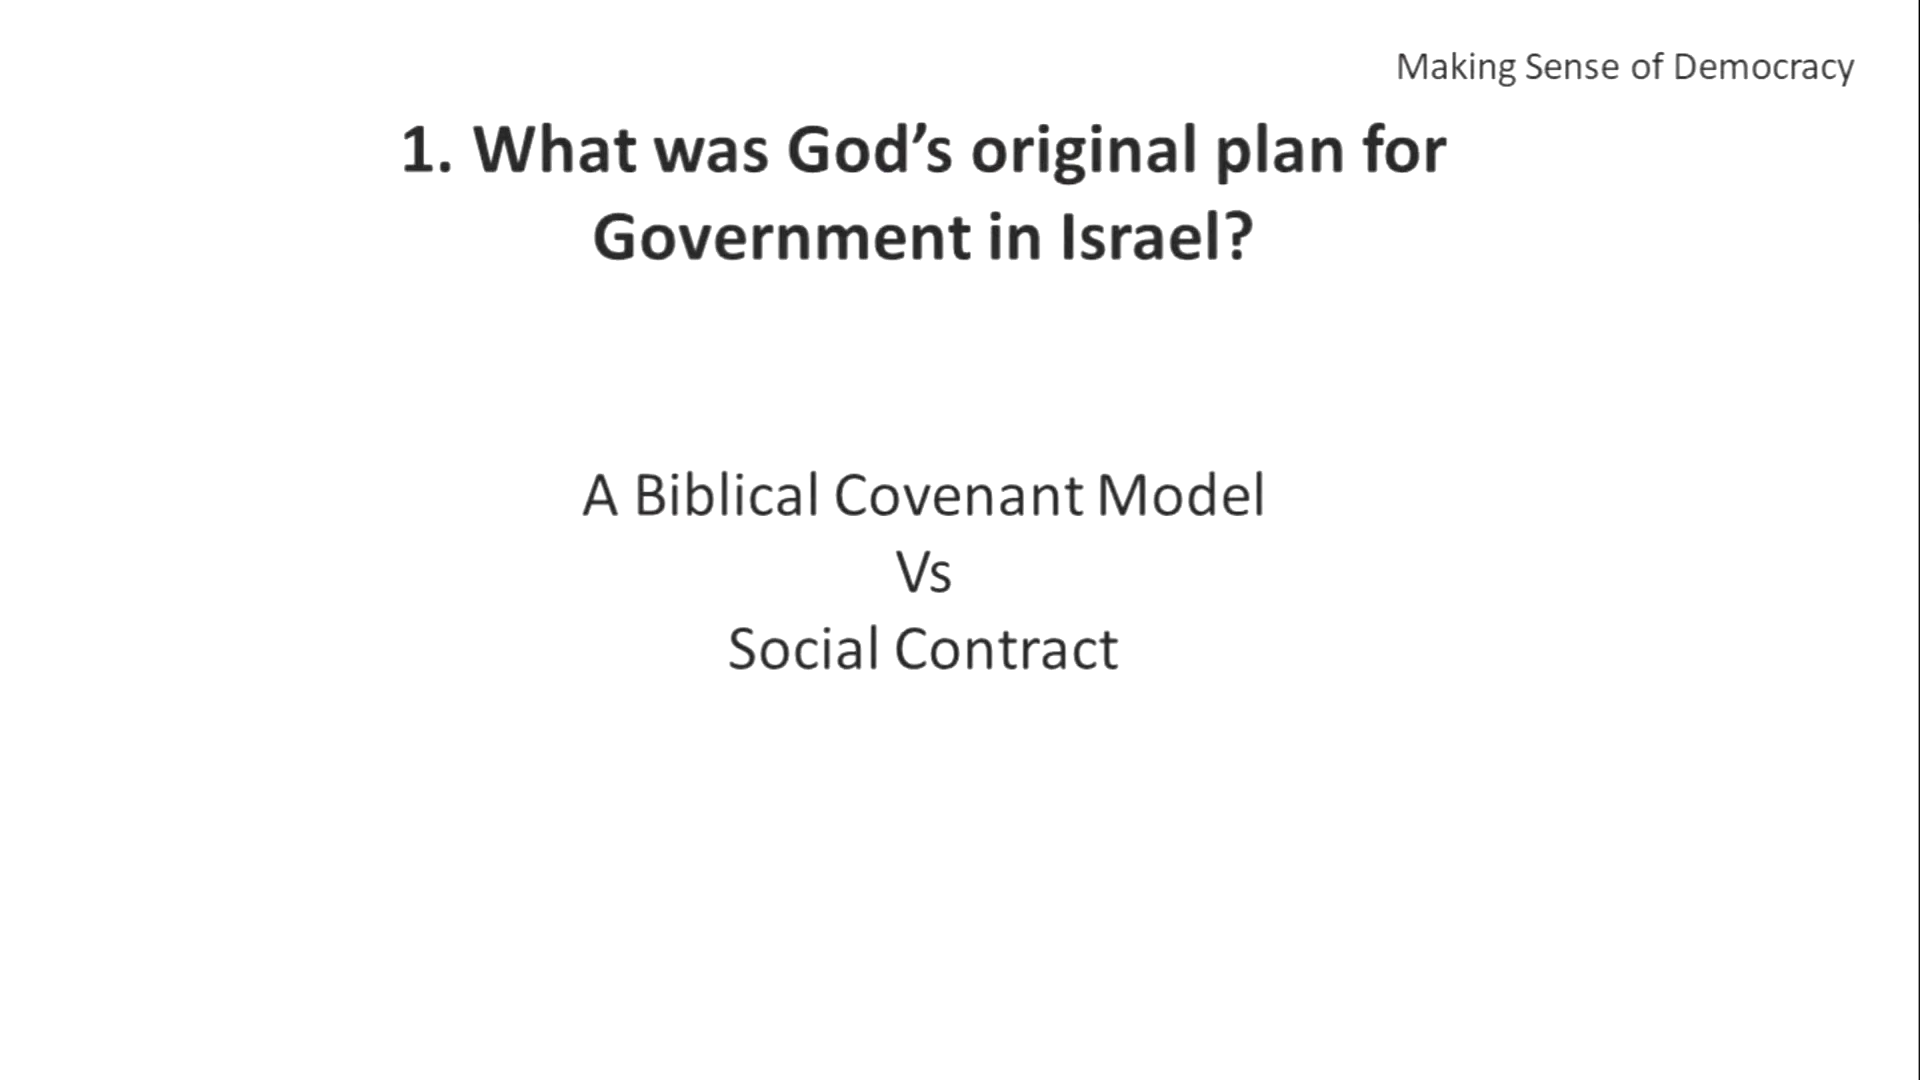 Making Sense of Democracy
1. What was God’s original plan for
Government in Israel?
A Biblical Covenant Model
Vs
Social Contract